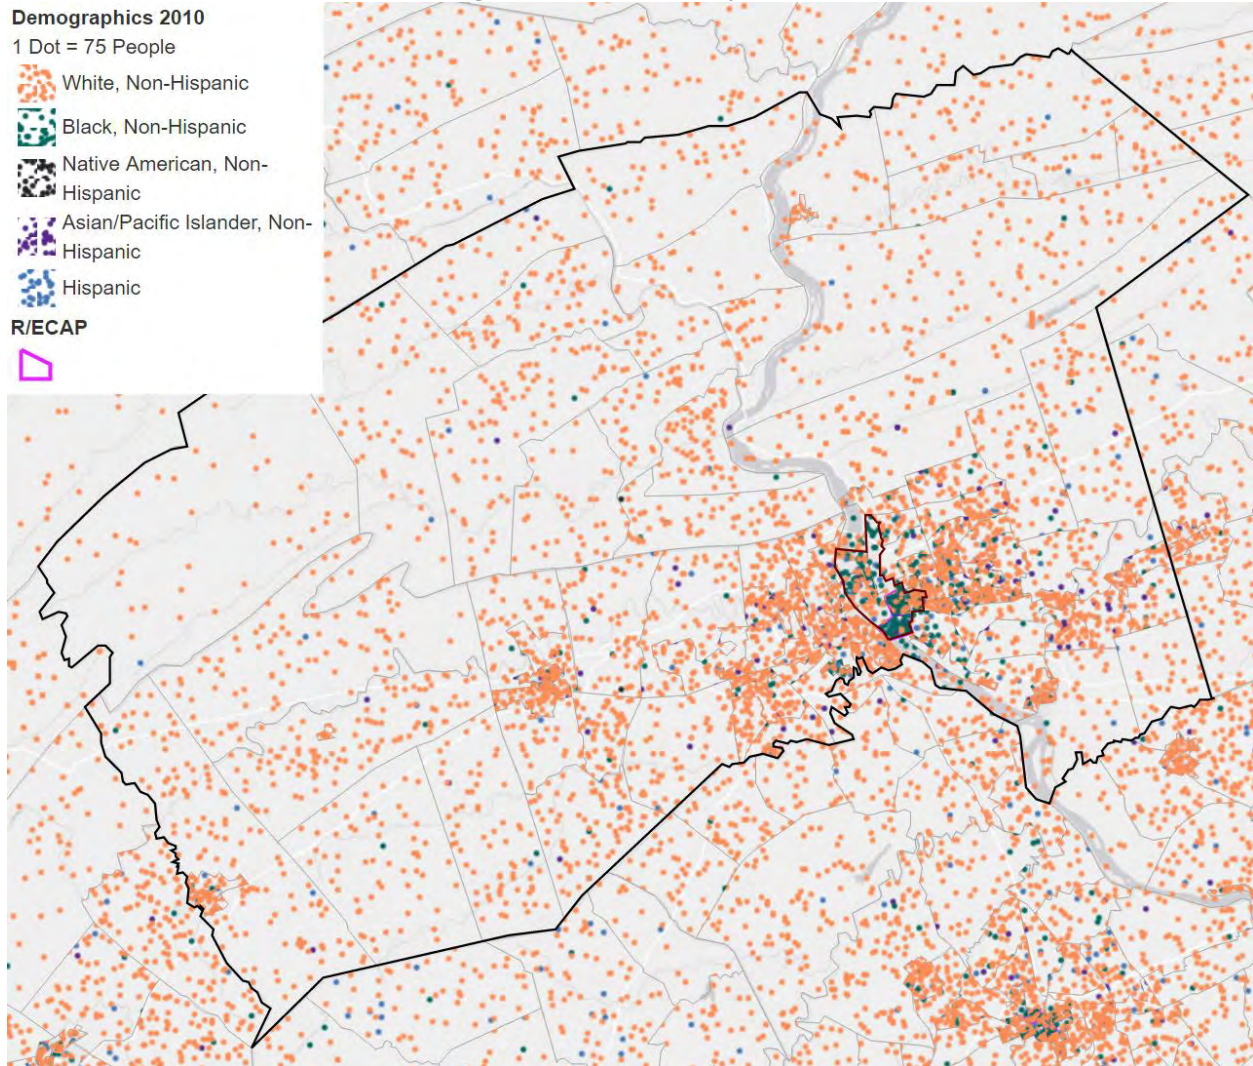 Demographics 2010
1 Dot = 75 People
White, Non-Hispanic
Black, Non-Hispanic
Native American, Non-
Hispanic
Asian/Pacific Islander, Non-
Hispanic
Hispanic
R/ECAP